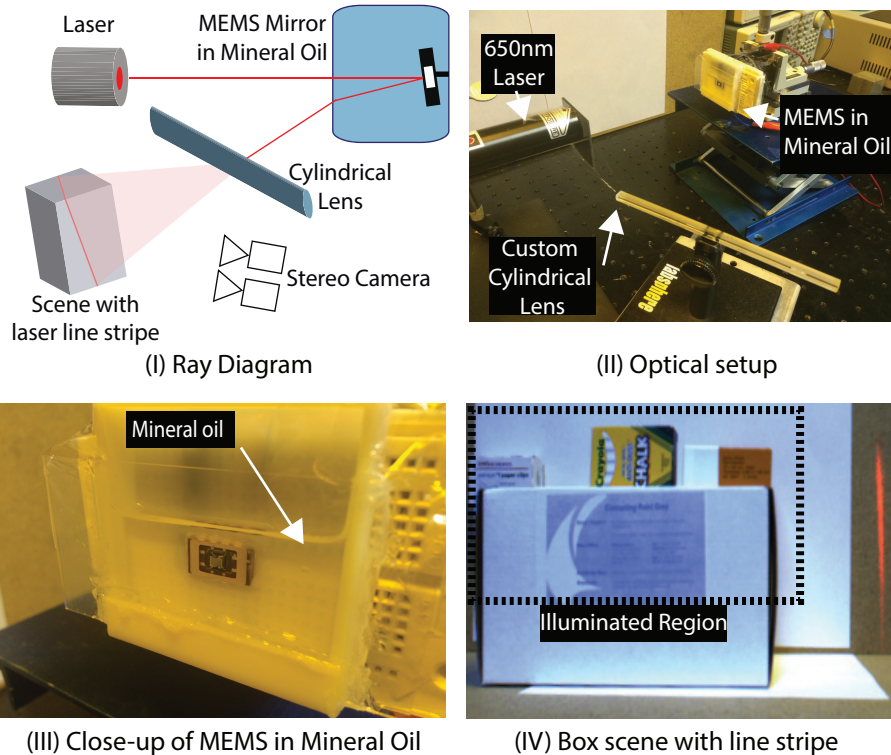 Laser
MEMS Mirror
in Mineral Oil
Cylindrical
Lens
Stereo Camera
Scene with
laser line stripe
(I) Ray Diagram
650nm
Laser
MEMS in
Mineral Oil
Custom
Cylindrical
Lens
labsphere
(II) Optical setup
Mineral oil
(III) Close-up of MEMS in Mineral Oil
Crayola
CHALK
Illuminated Region
(IV) Box scene with line stripe